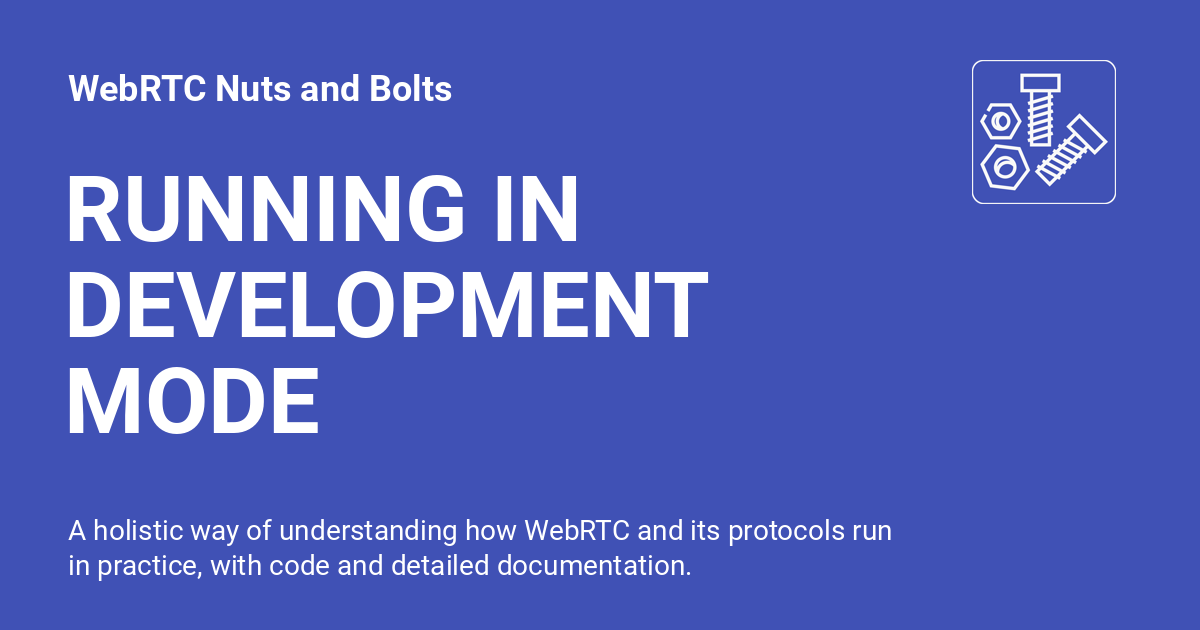 WebRTC Nuts and Bolts
RUNNING IN
DEVELOPMENT
MODE
A holistic way of understanding how WebRTC and its protocols run
in practice, with code and detailed documentation.